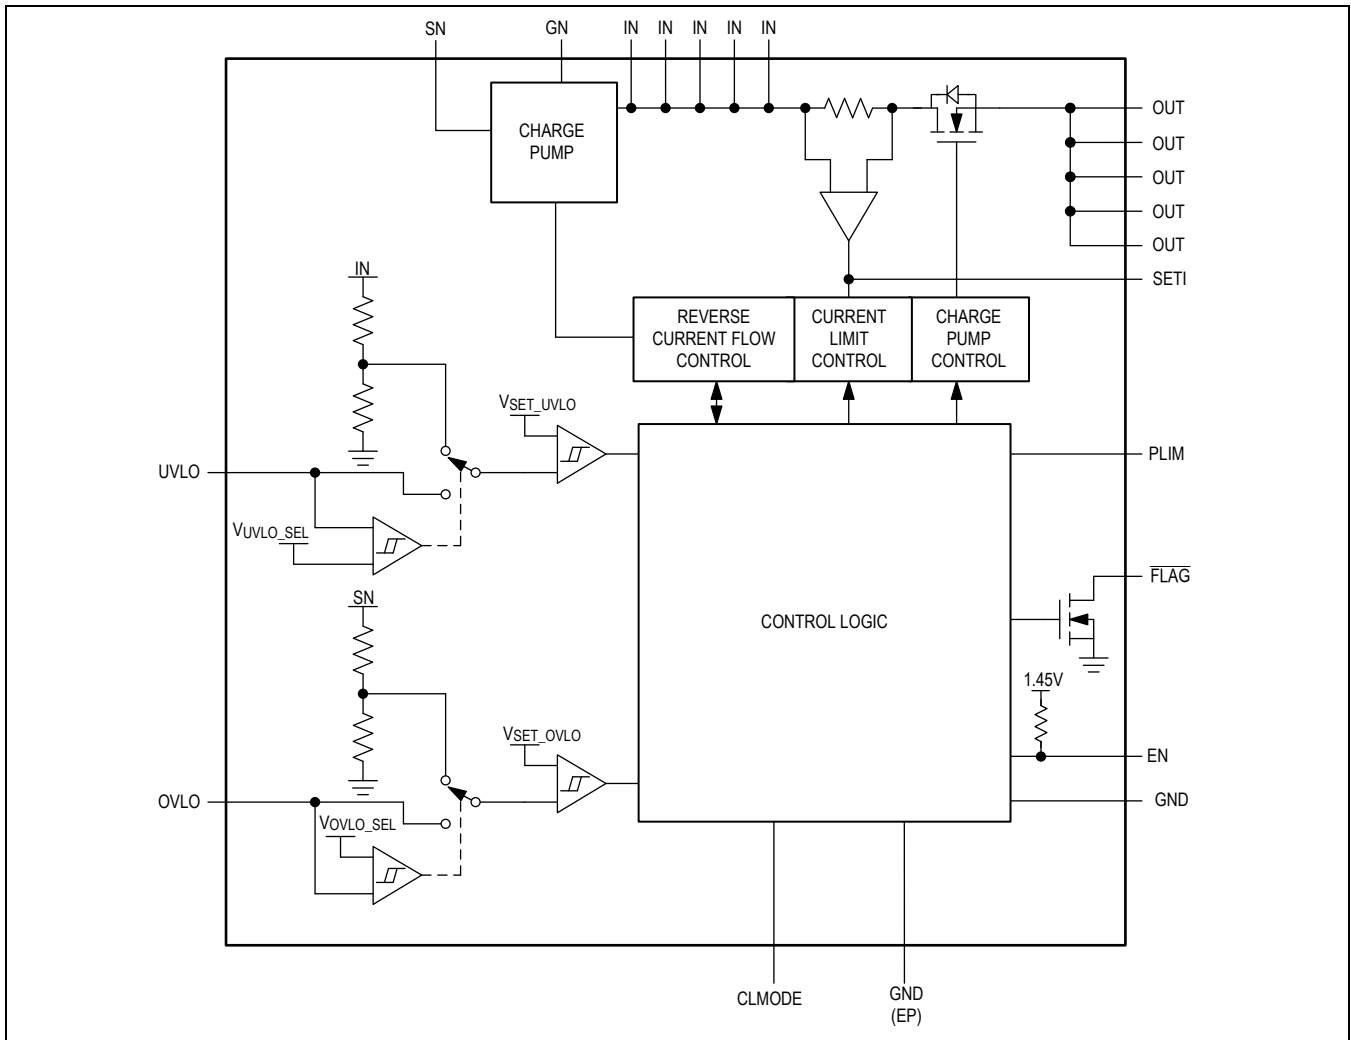 SN
GN
IN
IN
IN
IN
IN
CHARGE
PUMP
OUT
OUT
OUT
OUT
OUT
SETI
IN
REVERSE
CURRENT FLOW
CONTROL
CURRENT
LIMIT
CONTROL
CHARGE
PUMP
CONTROL
VSET_UVLO
UVLO
PLIM
VUVLO_SEL
FLAG
SN
CONTROL LOGIC
1.45V
VSET_OVLO
EN
OVLO
GND
VOVLO_SEL
CLMODE
GND
(EP)